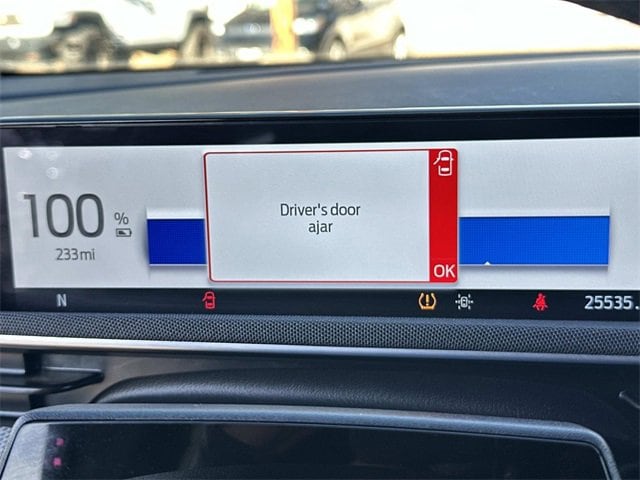 100 %
233mi
Driver's door
ajar
OK
N
25535.